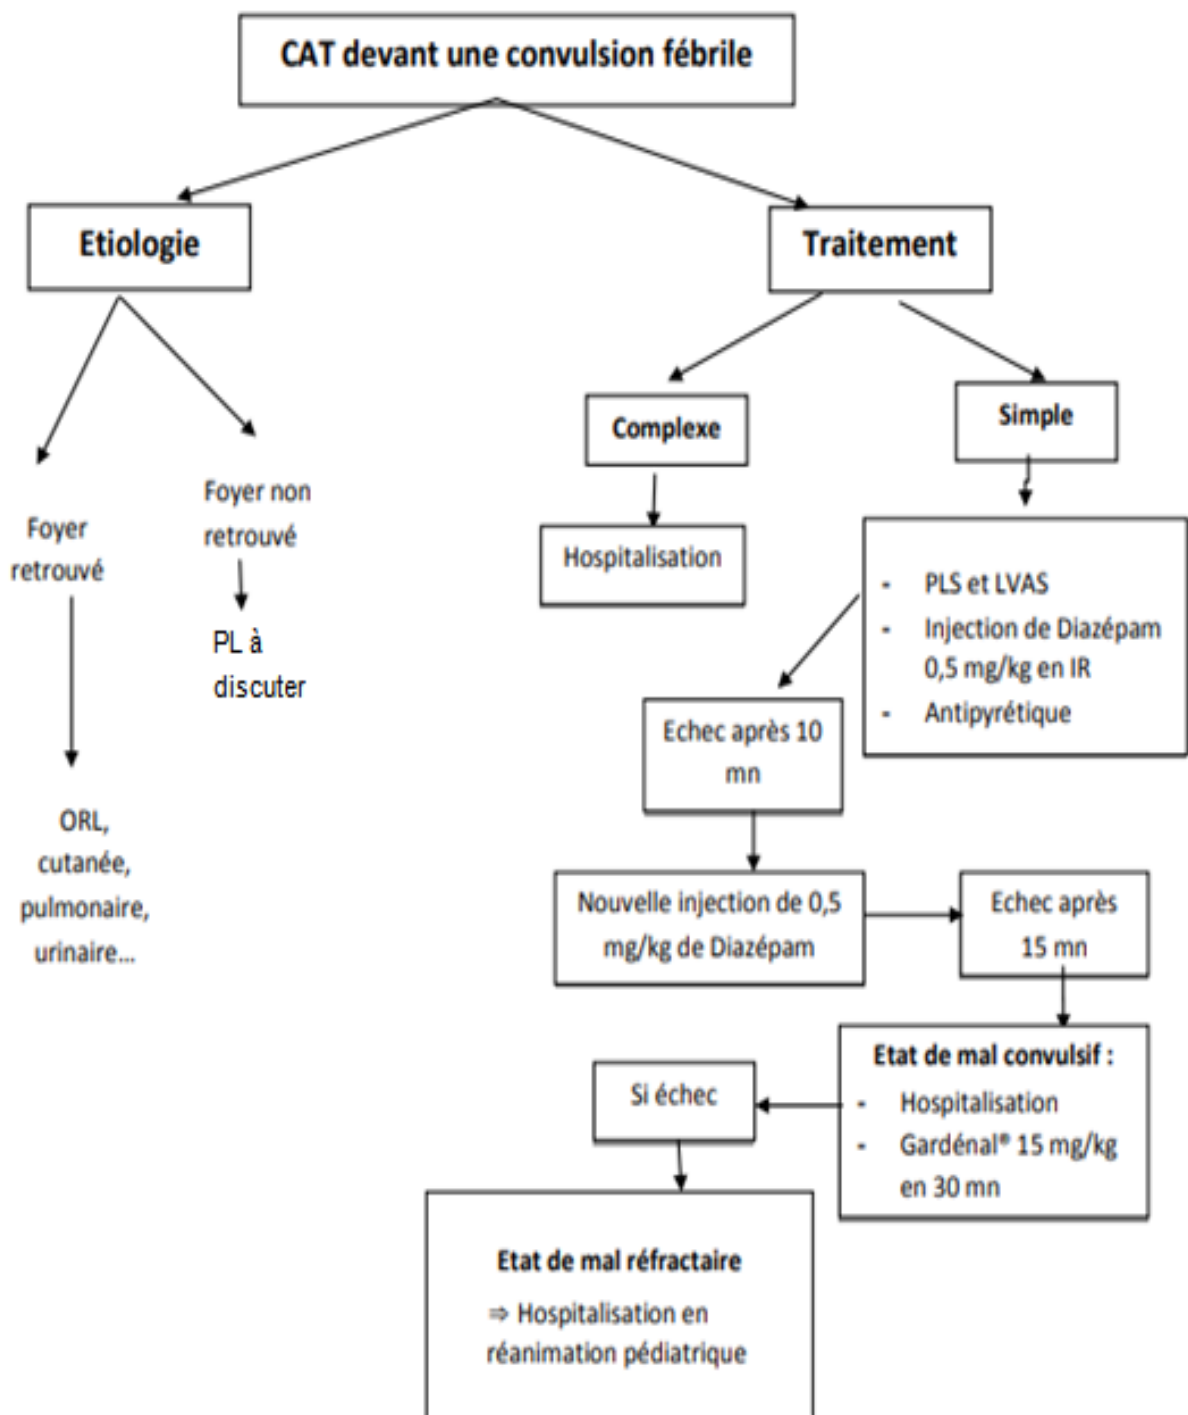 CAT devant une convulsion fébrile
Etiologie
Traitement
Complexe
Simple
Foyer
retrouvé
Foyer non
retrouvé
Hospitalisation
- PLS et LVAS
- Injection de Diazépam
0,5 mg/kg en IR
- Antipyrétique
PL à
discuter
Echec après 10
mn
ORL,
cutanée,
pulmonaire,
urinaire...
Nouvelle injection de 0,5
mg/kg de Diazépam
Echec après
15 mn
Etat de mal convulsif :
- Hospitalisation
- Gardénal® 15 mg/kg
en 30 mn
Si échec
Etat de mal réfractaire
⇒ Hospitalisation en
réanimation pédiatrique